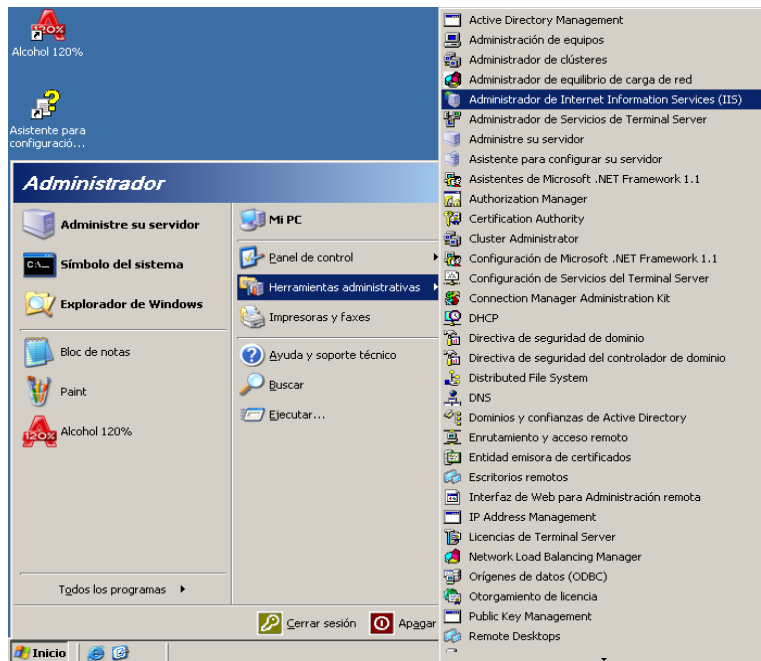 Alcohol 120%
Asistente para
configuració...
Administrador
Administre su servidor
Símbolo del sistema
Explorador de Windows
Bloc de notas
Paint
Alcohol 120%
Todos los programas
Mi PC
Panel de control
Herramientas administrativas
Impresoras y faxes
Ayuda y soporte técnico
Buscar
Ejecutar...
Cerrar sesión
Apagar
Inicio
Active Directory Management
Administración de equipos
Administrador de clústeres
Administrador de equilibrio de carga de red
Administrador de Internet Information Services (IIS)
Administrador de Servicios de Terminal Server
Administre su servidor
Asistente para configurar su servidor
Asistentes de Microsoft .NET Framework 1.1
Authorization Manager
Certification Authority
Cluster Administrator
Configuración de Microsoft .NET Framework 1.1
Configuración de Servicios del Terminal Server
Connection Manager Administration Kit
DHCP
Directiva de seguridad de dominio
Directiva de seguridad del controlador de dominio
Distributed File System
DNS
Dominios y confianzas de Active Directory
Enrutamiento y acceso remoto
Entidad emisora de certificados
Escritorios remotos
Interfaz de Web para Administración remota
IP Address Management
Licencias de Terminal Server
Network Load Balancing Manager
Orígenes de datos (ODBC)
Otorgamiento de licencia
Public Key Management
Remote Desktops